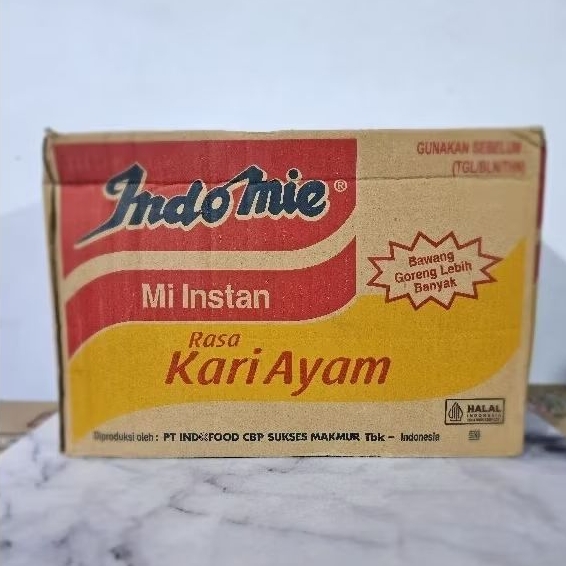 GUNAKAN SEBELUM
(TGL/BLN/THN)
Indomie®
Mi Instan
Bawang
Goreng Lebih
Banyak
Rasa
Kari Ayam
HALAL
INDONESIA
Diproduksi oleh : PT INDOFOOD CBP SUKSES MAKMUR Tbk – Indonesia